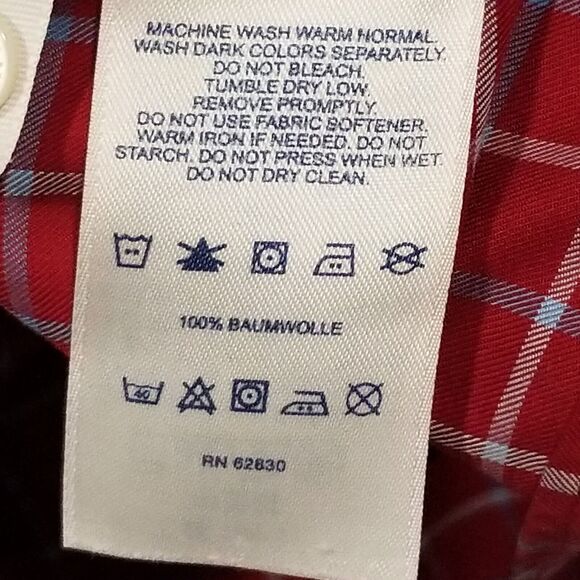 MACHINE WASH WARM NORMAL.
WASH DARK COLORS SEPARATELY.
DO NOT BLEACH.
TUMBLE DRY LOW.
REMOVE PROMPTLY.
DO NOT USE FABRIC SOFTENER.
WARM IRON IF NEEDED. DO NOT
STARCH. DO NOT PRESS WHEN WET.
DO NOT DRY CLEAN.
100% BAUMWOLLE
40
RN 62830